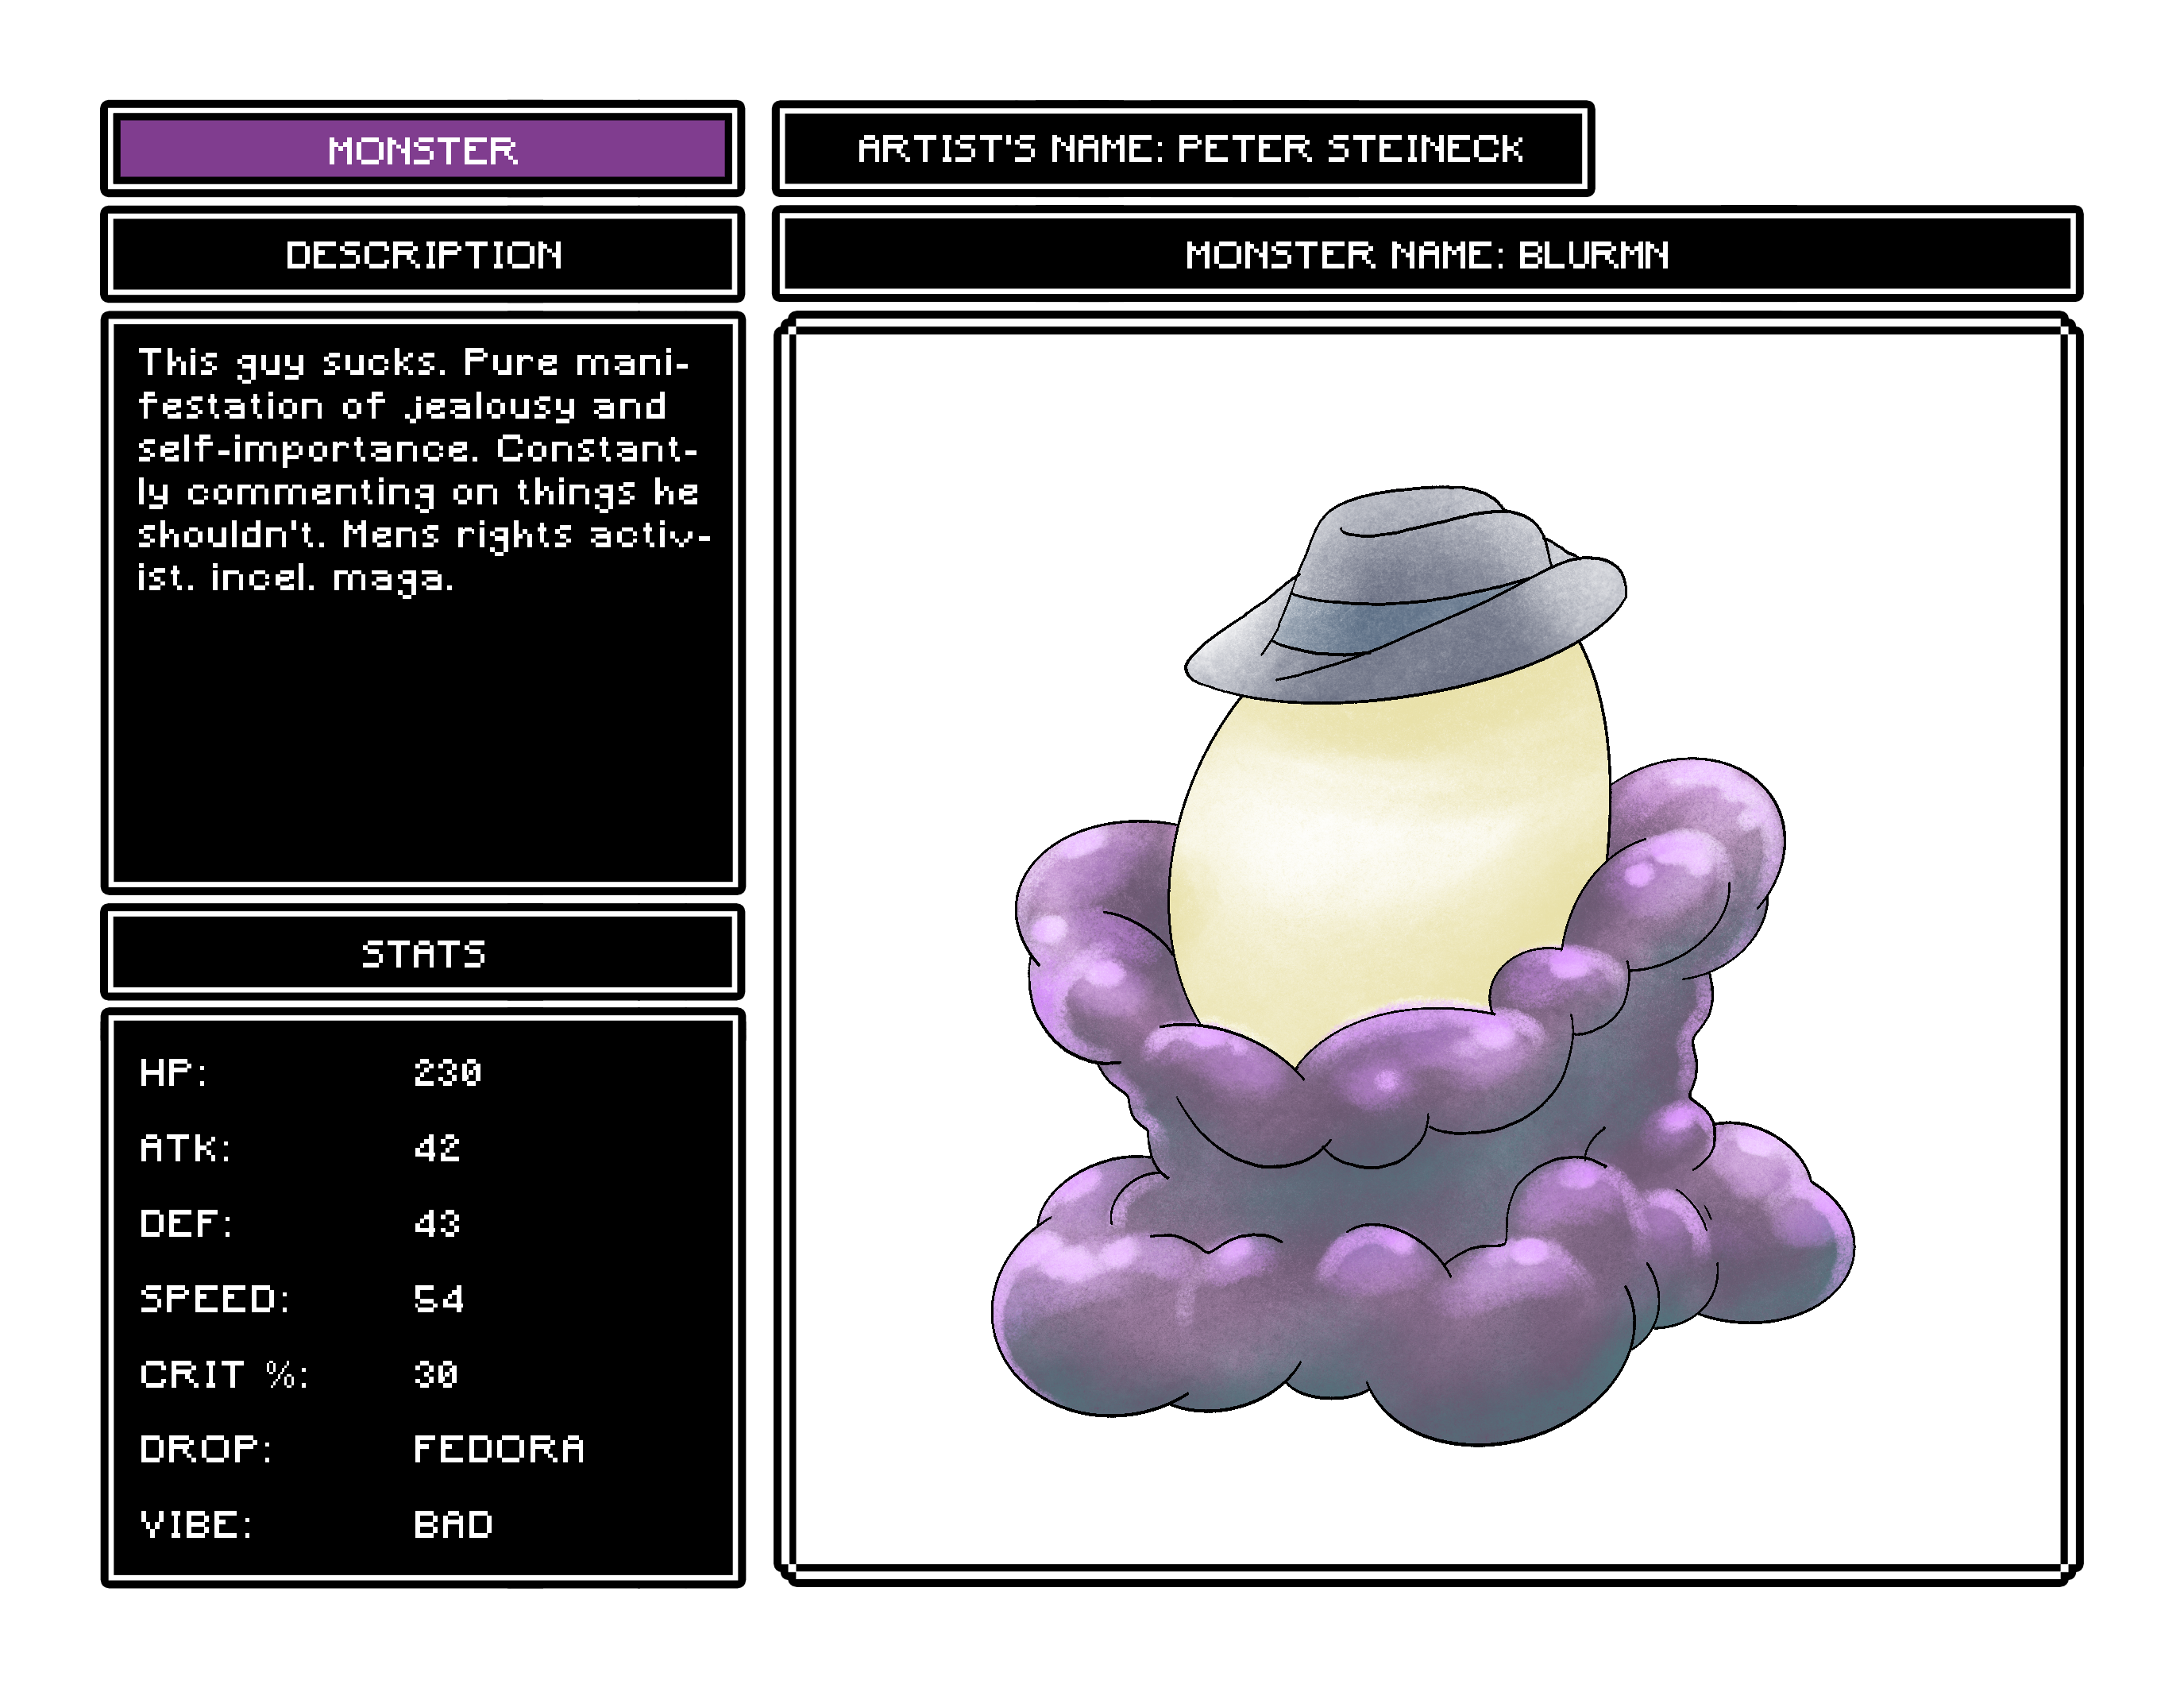 MONSTER
ARTIST'S NAME: PETER STEINECK
DESCRIPTION
MONSTER NAME: BLURMN
This guy sucks. Pure mani-
festation of jealousy and
self-importance. Constant-
ly commenting on things he
shouldn't. Mens rights activ-
ist. incel. maga.
STATS
HP: 230
ATK: 42
DEF: 43
SPEED: 54
CRIT %: 30
DROP: FEDORA
VIBE: BAD